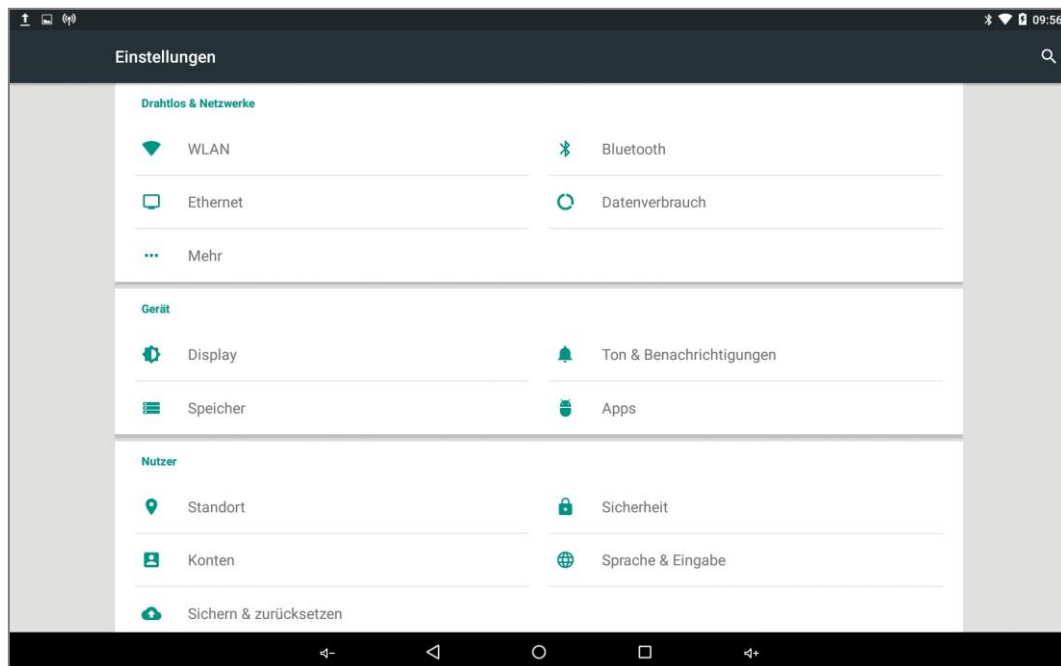 09:56
Einstellungen
Drahtlos & Netzwerke
WLAN
Bluetooth
Ethernet
Datenverbrauch
Mehr
Gerät
Display
Ton & Benachrichtigungen
Speicher
Apps
Nutzer
Standort
Sicherheit
Konten
Sprache & Eingabe
Sichern & zurücksetzen